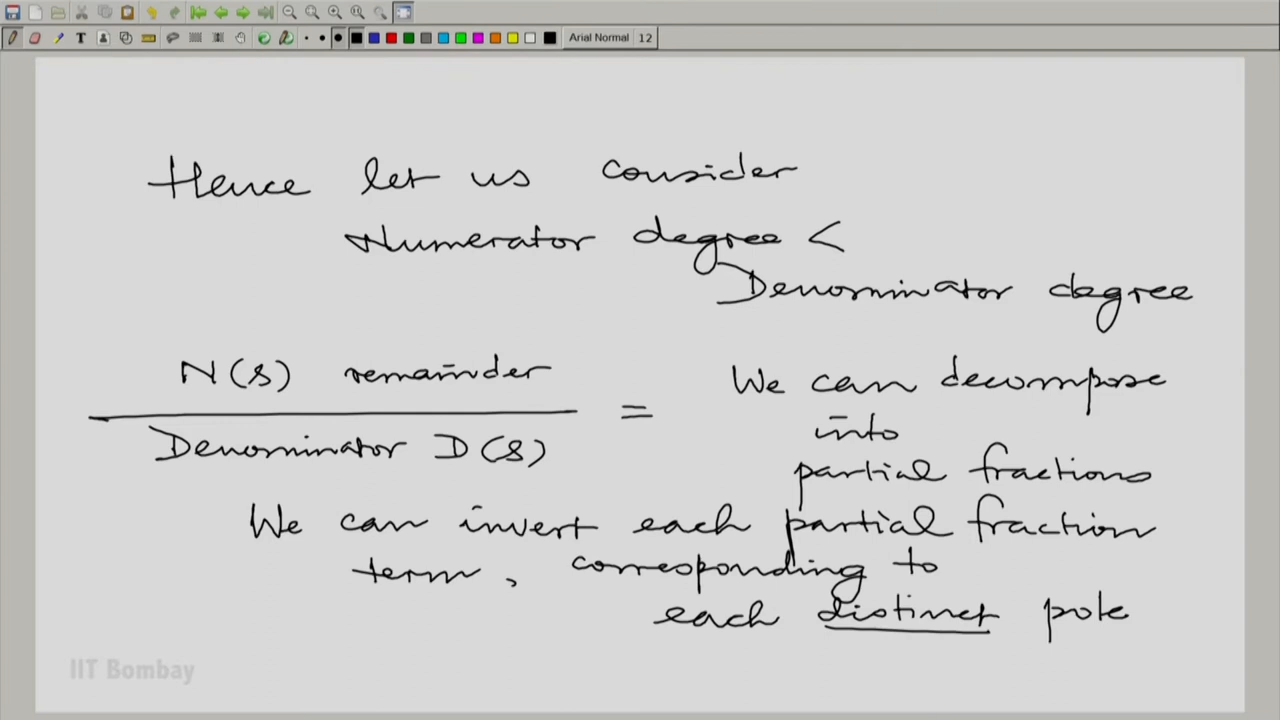 Arial Normal 12
Hence let us consider
Numerator degree <
Denominator degree
N(s) remainder
Denominator D(s)
=
We can decompose
into
partial fractions
We can invert each partial fraction
term, corresponding to
each distinct pole
IIT Bombay